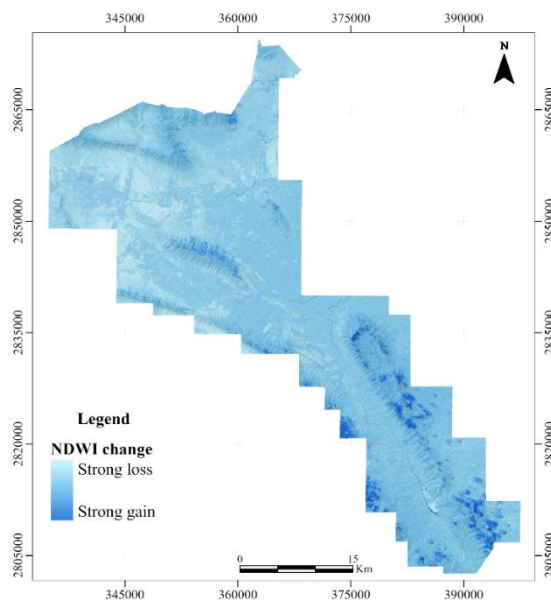 345000 360000 375000 390000
N
2865000 2865000
2850000 2850000
2835000 2835000
Legend
NDWI change
Strong loss
Strong gain
2820000 2820000
2805000 2805000
0 15
Km
345000 360000 375000 390000